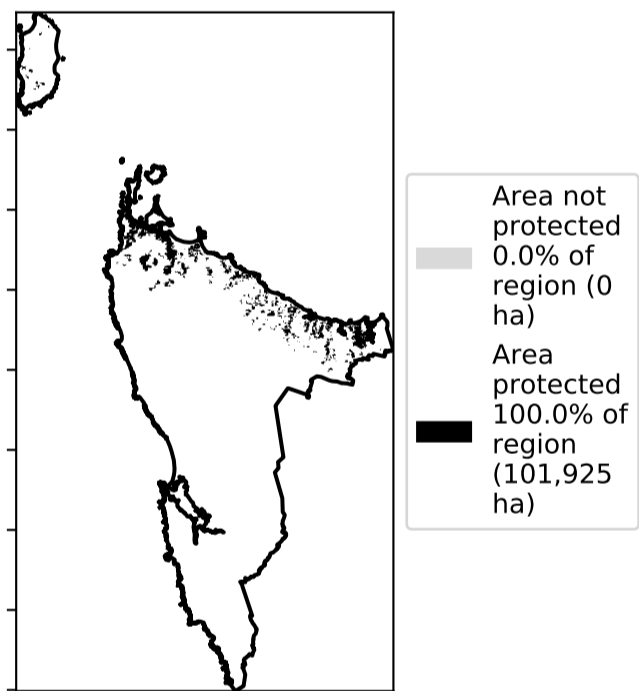 Area not
protected
0.0% of
region (0
ha)
Area
protected
100.0% of
region
(101,925
ha)